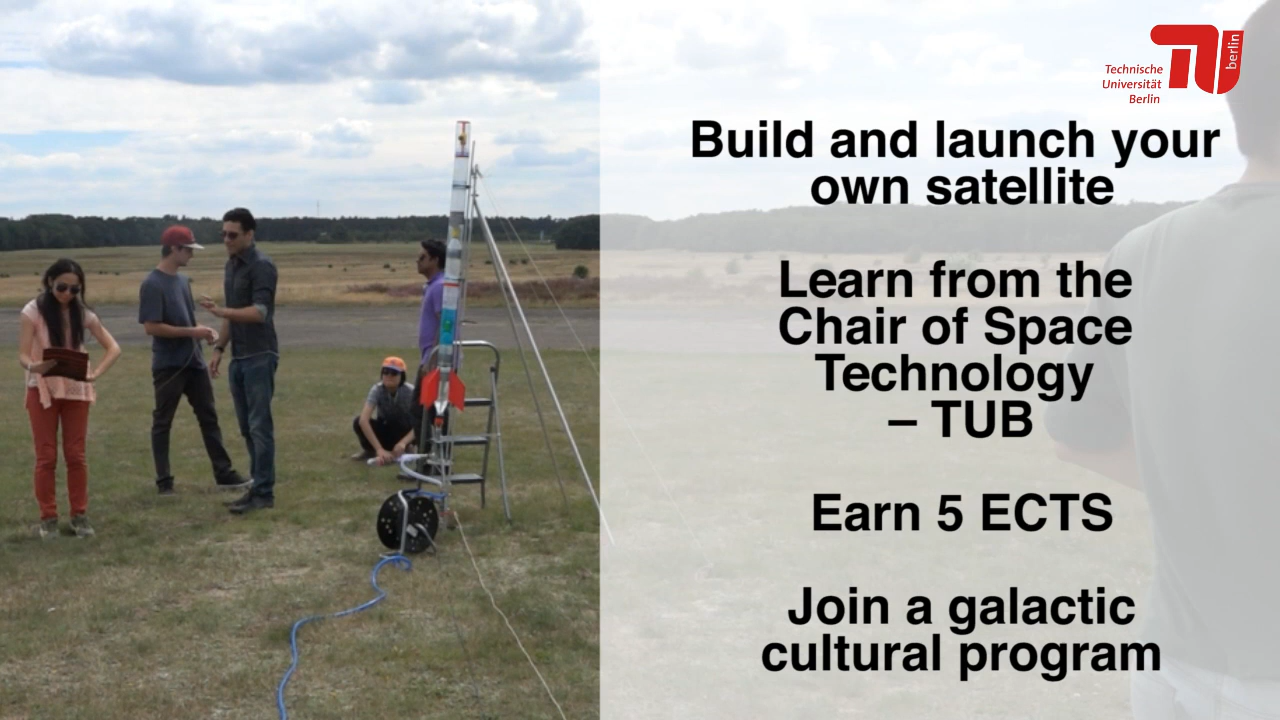 berlin
Technische
Universität
Berlin
Build and launch your
own satellite
Learn from the
Chair of Space
Technology
– TUB
Earn 5 ECTS
Join a galactic
cultural program